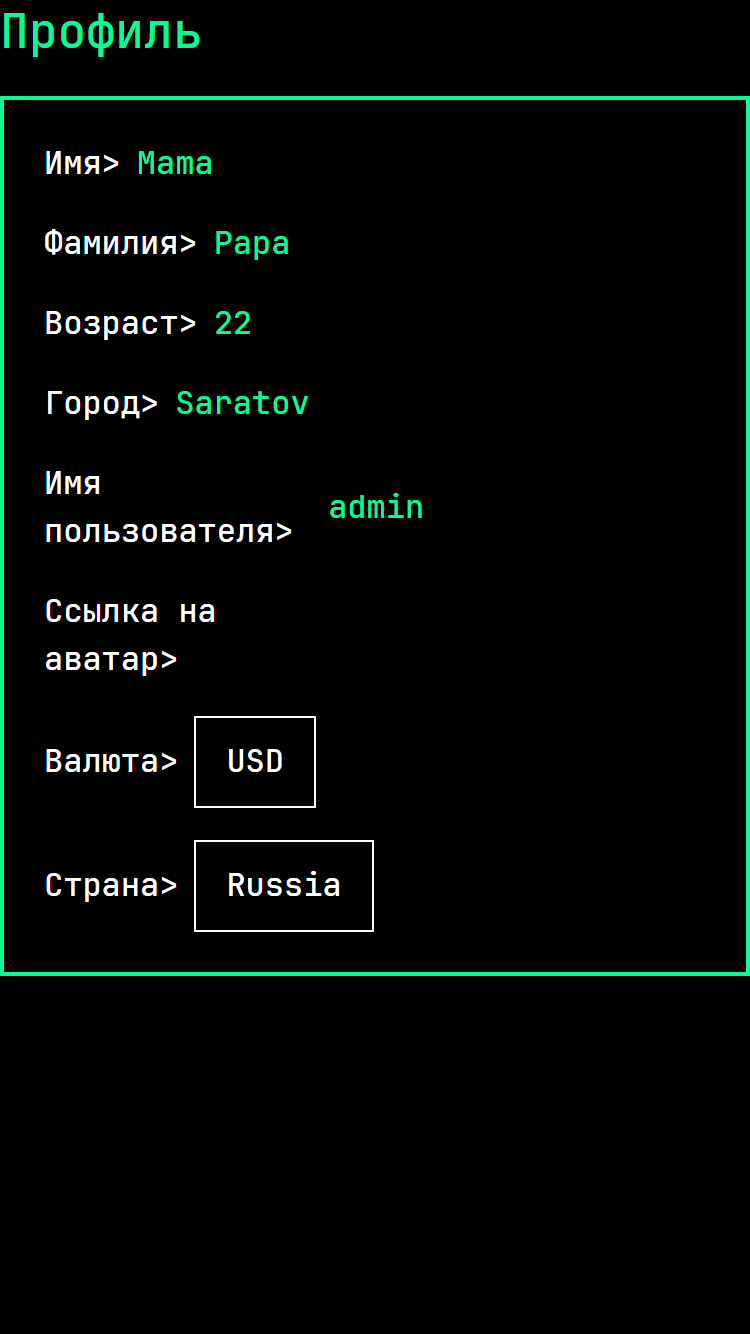 Профиль
Имя> Mama
Фамилия> Papa
Возраст> 22
Город> Saratov
Имя
пользователя> admin
Ссылка на
аватар>
Валюта> USD
Страна> Russia